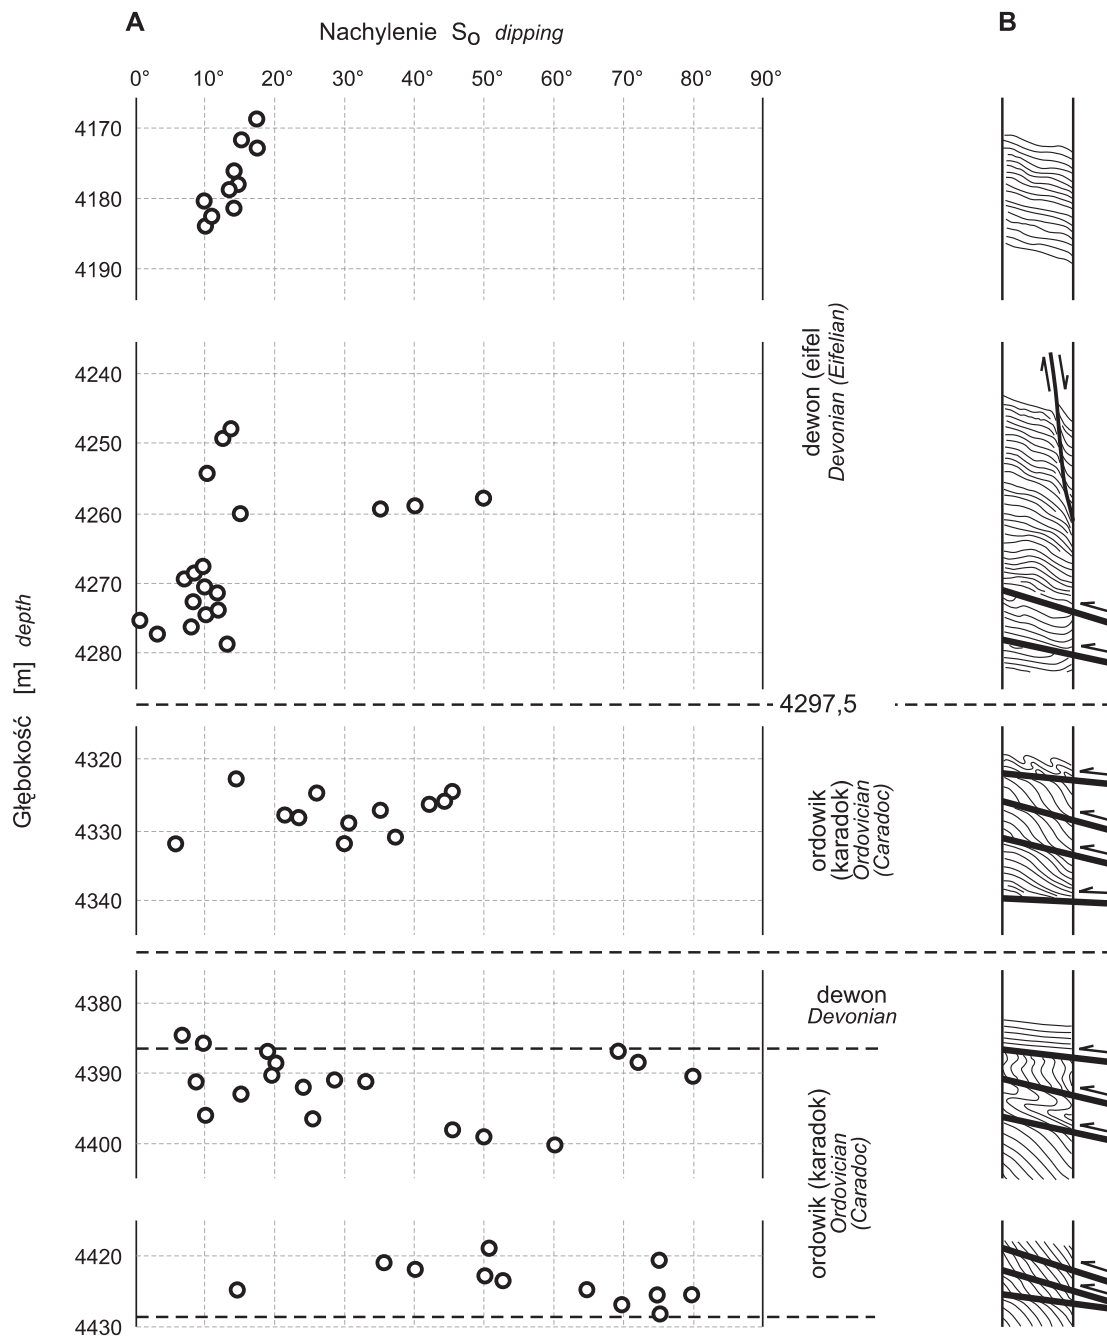 A
B
Nachylenie So dipping
0° 10° 20° 30° 40° 50° 60° 70° 80° 90°
4170
4180
4190
4240
4250
4260
4270
4280
4297,5
4320
4330
4340
4380
4390
4400
4420
4430
Głębokość [m] depth
dewon (eifel
Devonian (Eifelian)
ordowik
(karadok)
Ordovician
(Caradoc)
dewon
Devonian
ordowik (karadok)
Ordovician
(Caradoc)